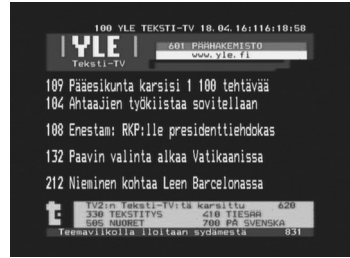 100 YLE TEKSTI-TV 18.04.16:116:18:58
YLE
Teksti-TV
601 PÄÄHAKEMISTO
www.yle.fi
109 Pääesikunta karsisi 1 100 tehtävää
104 Ahtaajien työkiistaa sovitellaan
108 Enestam: RKP:lle presidenttiehdokas
132 Paavin valinta alkaa Vatikaanissa
212 Nieminen kohtaa Leen Barcelonassa
TV2:n Teksti-TV:tä karsittu 620
330 TEKSTITYS 410 TIESÄÄ
505 NUORET 700 PÅ SVENSKA
Teemaviikolla iloitaan sydämestä 831